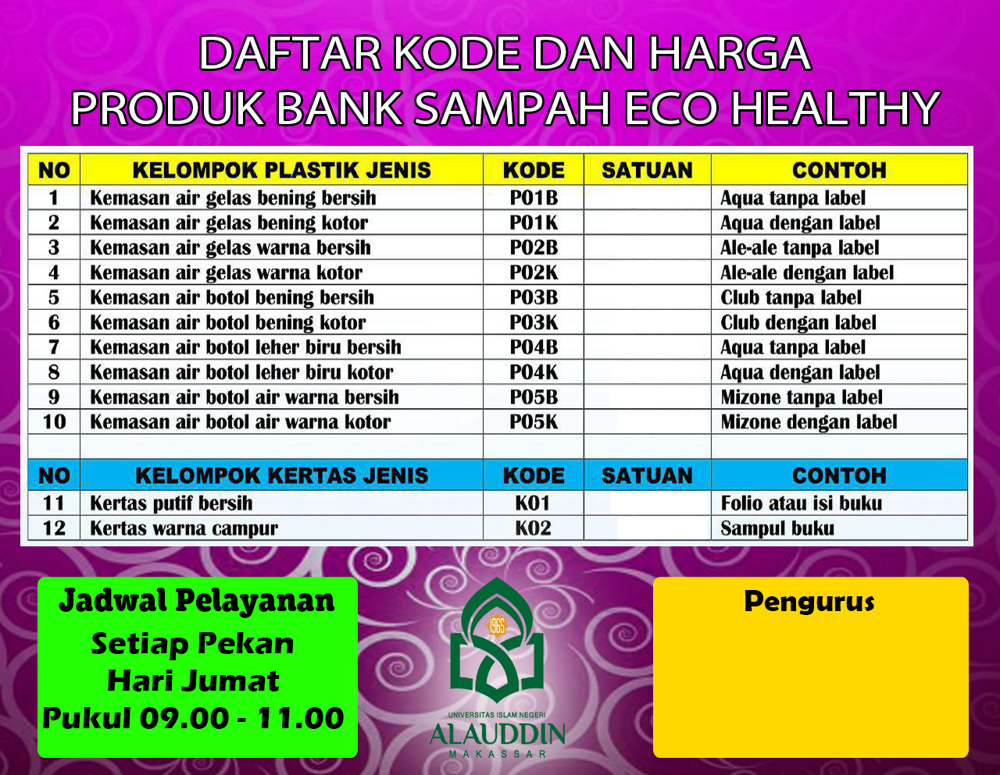 DAFTAR KODE DAN HARGA
PRODUK BANK SAMPAH ECO HEALTHY
NO KELOMPOK PLASTIK JENIS KODE SATUAN CONTOH
1 Kemasan air gelas bening bersih P01B Aqua tanpa label
2 Kemasan air gelas bening kotor P01K Aqua dengan label
3 Kemasan air gelas warna bersih P02B Ale-ale tanpa label
4 Kemasan air gelas warna kotor P02K Ale-ale dengan label
5 Kemasan air botol bening bersih P03B Club tanpa label
6 Kemasan air botol bening kotor P03K Club dengan label
7 Kemasan air botol leher biru bersih P04B Aqua tanpa label
8 Kemasan air botol leher biru kotor P04K Aqua dengan label
9 Kemasan air botol air warna bersih P05B Mizone tanpa label
10 Kemasan air botol air warna kotor P05K Mizone dengan label
NO KELOMPOK KERTAS JENIS KODE SATUAN CONTOH
11 Kertas putif bersih K01 Folio atau isi buku
12 Kertas warna campur K02 Sampul buku
Jadwal Pelayanan
Setiap Pekan
Hari Jumat
Pukul 09.00 - 11.00
1965
UNIVERSITAS ISLAM NEGERI
ALAUDDIN
MAKASSAR
Pengurus